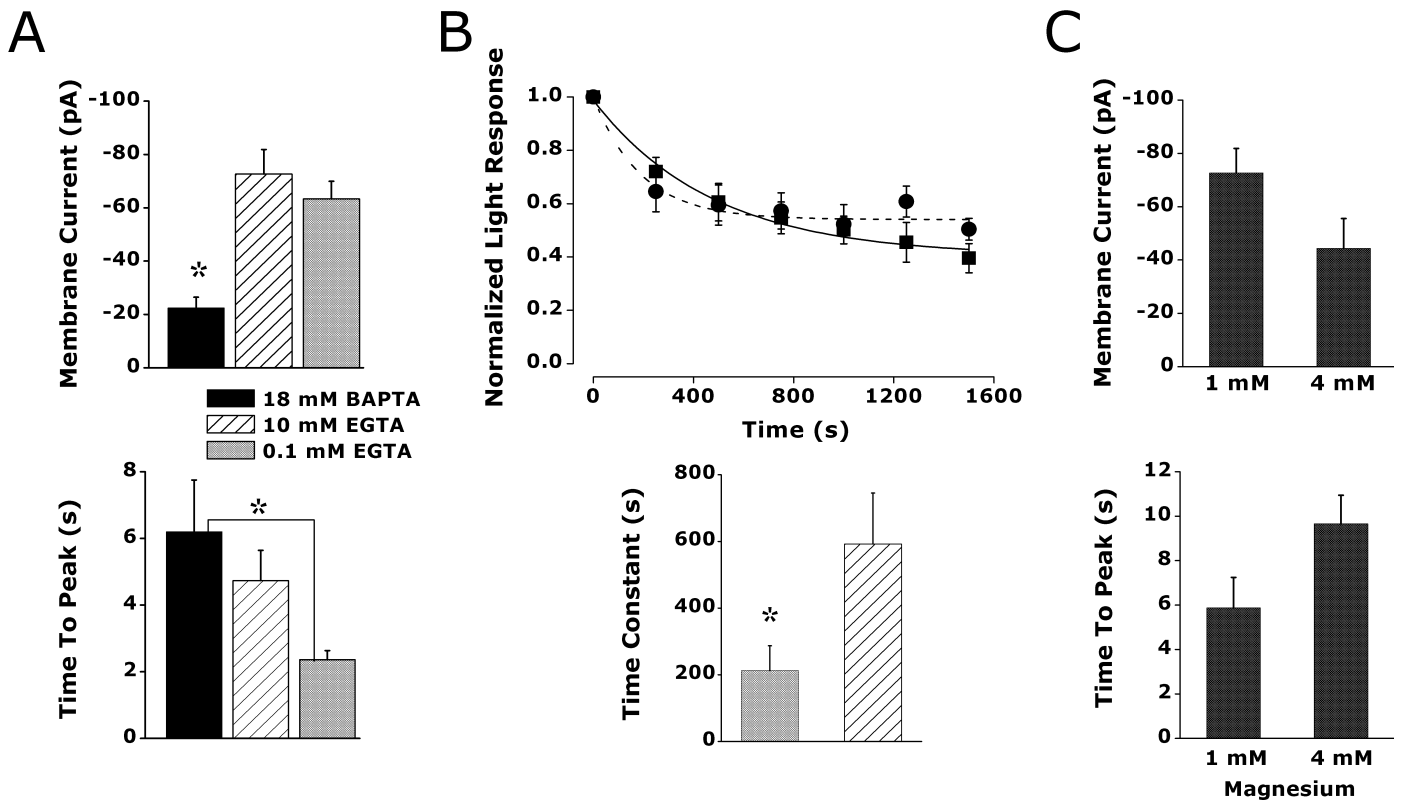 A
Membrane Current (pA)
-100
-80
-60
-40
-20
0
*
18 mM BAPTA
10 mM EGTA
0.1 mM EGTA
Time To Peak (s)
8
6
4
2
0
*
B
Normalized Light Response
1.0
0.8
0.6
0.4
0.2
0.0
0 400 800 1200 1600
Time (s)
Time Constant (s)
800
600
400
200
0
*
C
Membrane Current (pA)
-100
-80
-60
-40
-20
0
1 mM 4 mM
Time To Peak (s)
12
10
8
6
4
2
0
1 mM 4 mM
Magnesium